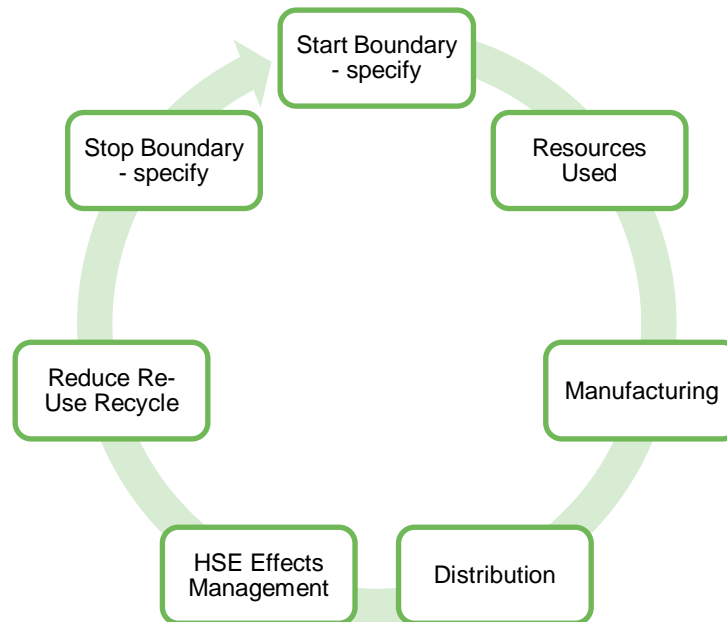 Start Boundary
- specify
Resources
Used
Manufacturing
Distribution
HSE Effects
Management
Reduce Re-
Use Recycle
Stop Boundary
- specify